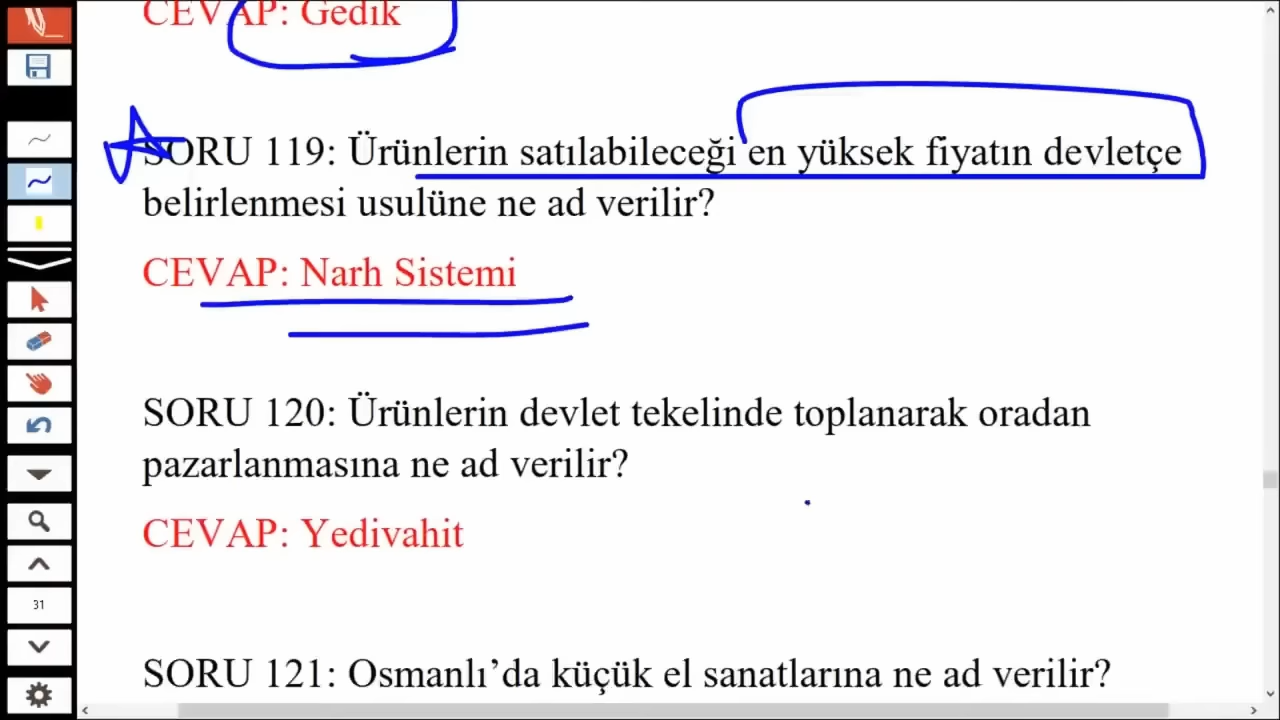 CEVAP: Gedik
SORU 119: Ürünlerin satılabileceği en yüksek fiyatın devletçe
belirlenmesi usulüne ne ad verilir?
CEVAP: Narh Sistemi
SORU 120: Ürünlerin devlet tekelinde toplanarak oradan
pazarlanmasına ne ad verilir?
CEVAP: Yedivahit
31
SORU 121: Osmanlı’da küçük el sanatlarına ne ad verilir?